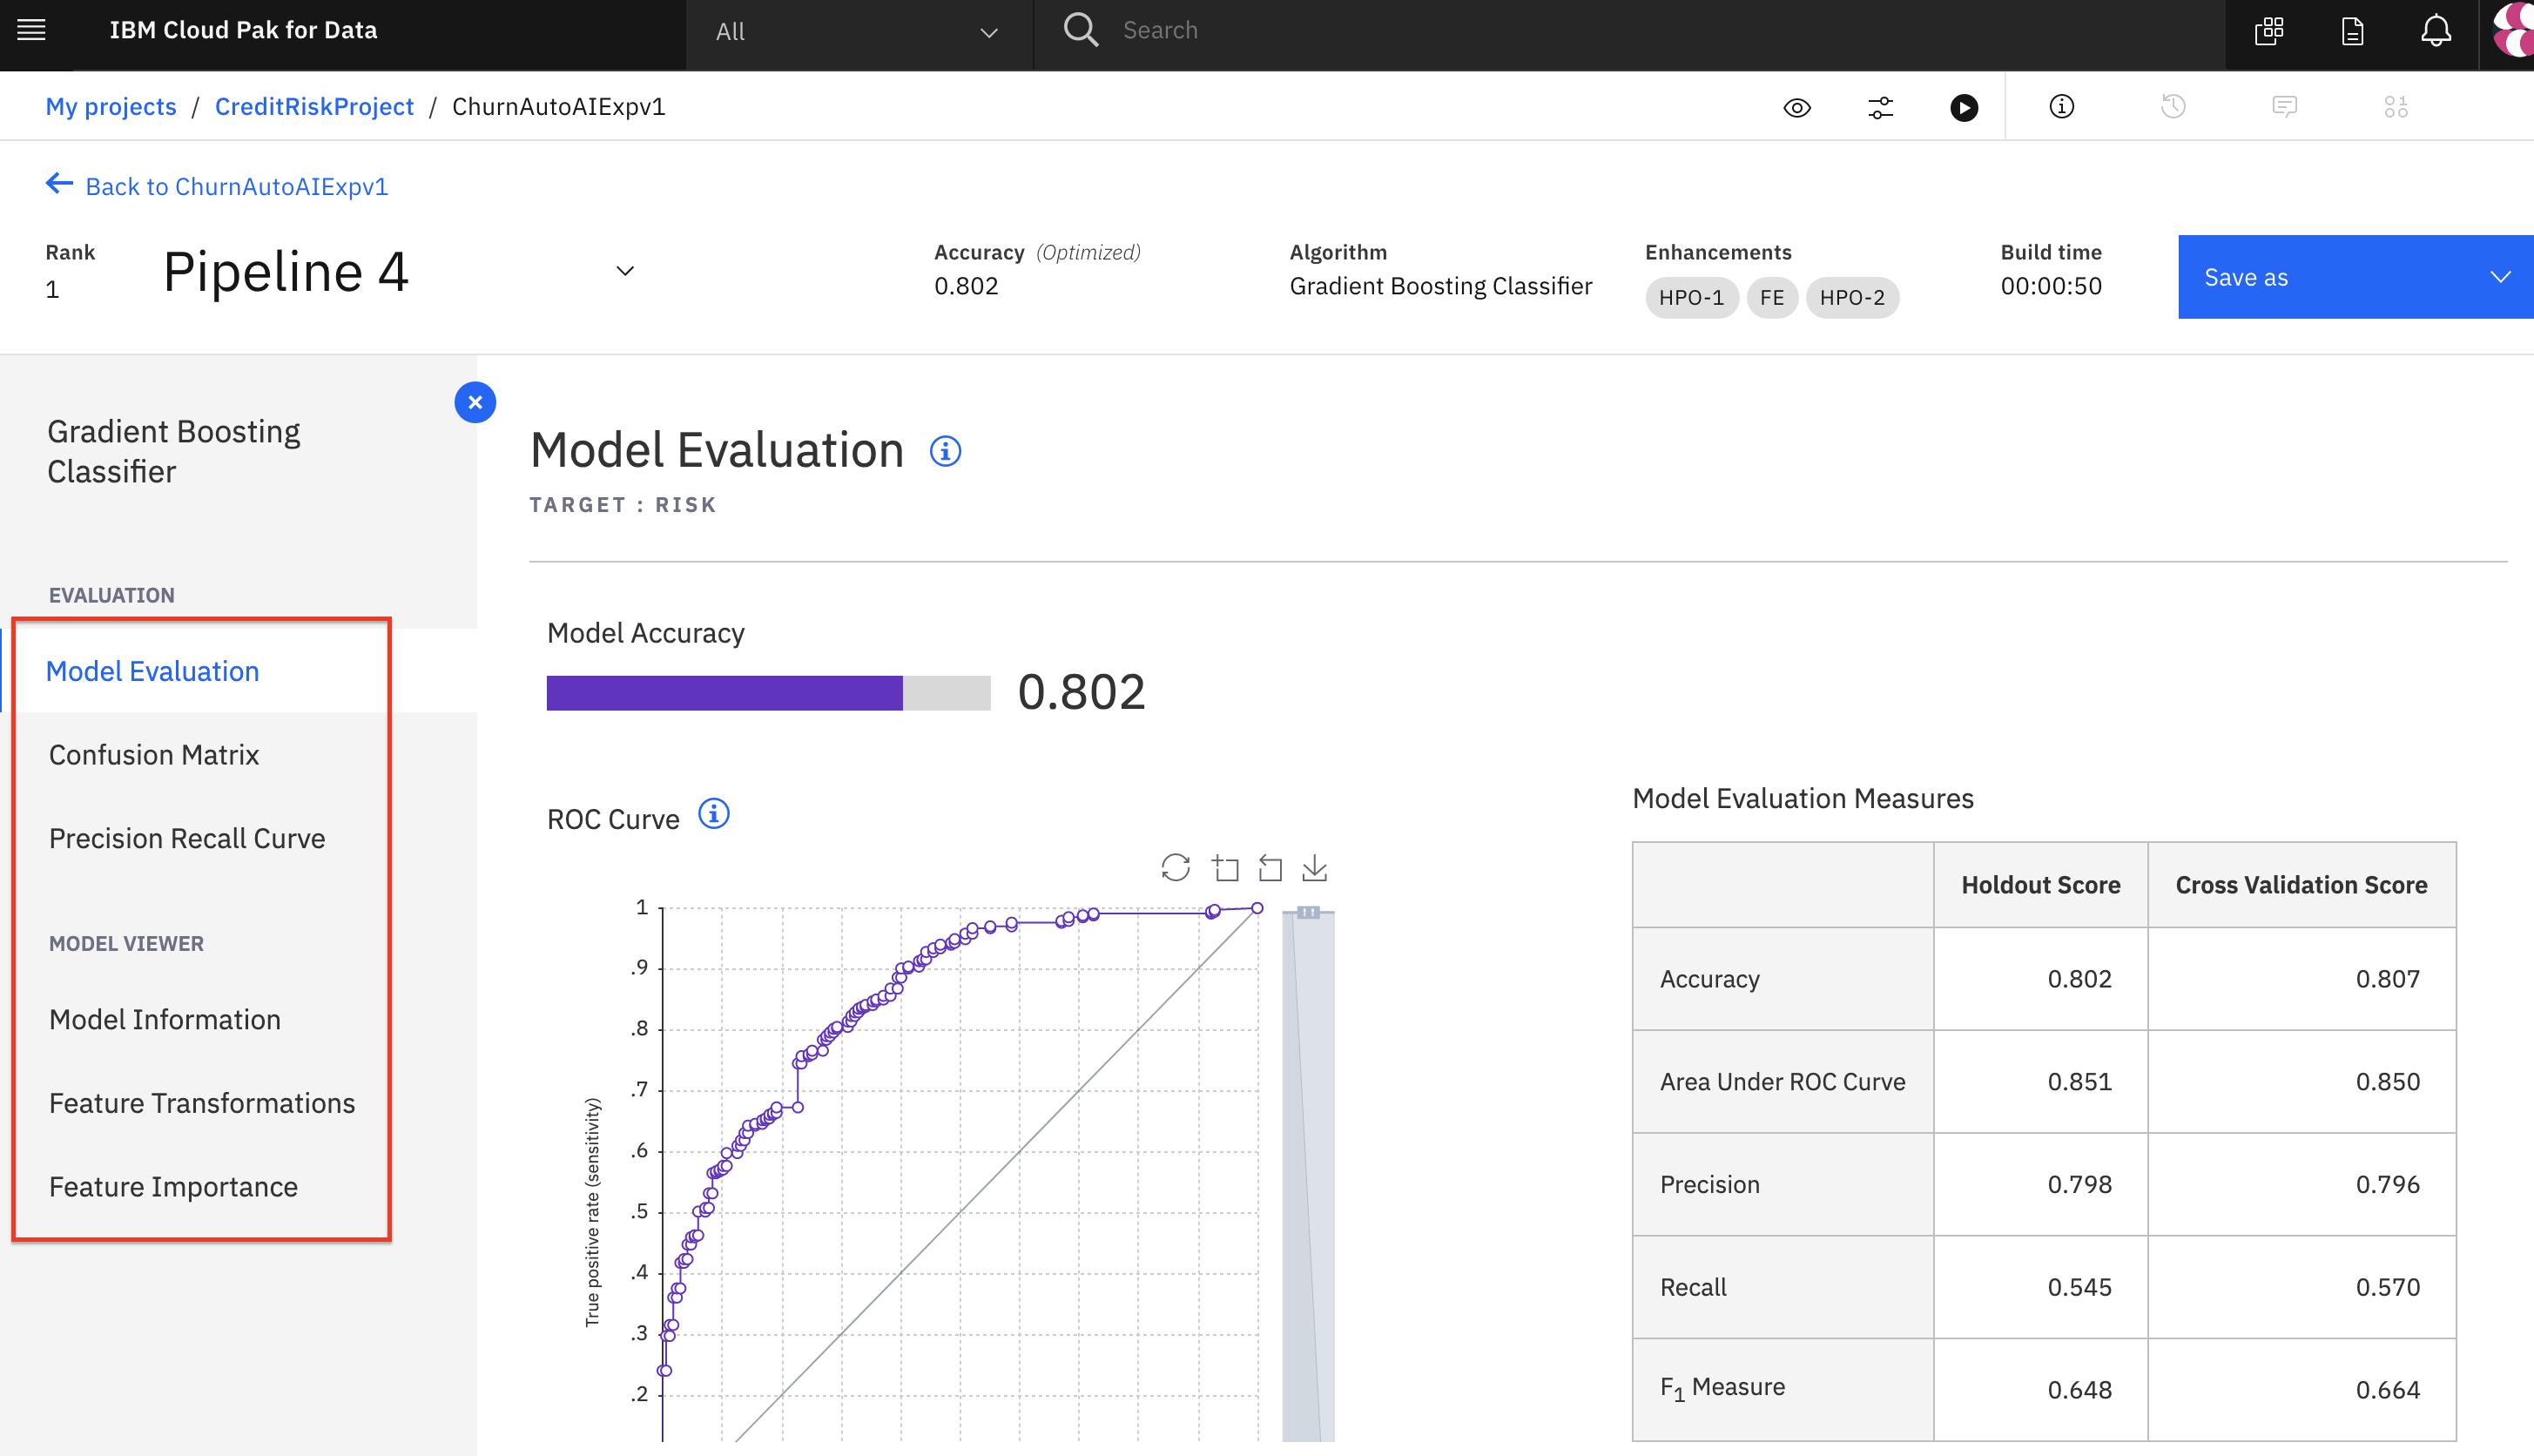 IBM Cloud Pak for Data
All
Search
My projects / CreditRiskProject / ChurnAutoAIExpv1
Back to ChurnAutoAIExpv1
Rank
1
Pipeline 4
Accuracy (Optimized)
0.802
Algorithm
Gradient Boosting Classifier
Enhancements
HPO-1 FE HPO-2
Build time
00:00:50
Save as
Gradient Boosting
Classifier
EVALUATION
Model Evaluation
Confusion Matrix
Precision Recall Curve
MODEL VIEWER
Model Information
Feature Transformations
Feature Importance
Model Evaluation
TARGET : RISK
Model Accuracy
0.802
ROC Curve
True positive rate (sensitivity)
1
.9
.8
.7
.6
.5
.4
.3
.2
Model Evaluation Measures
Holdout Score Cross Validation Score
Accuracy 0.802 0.807
Area Under ROC Curve 0.851 0.850
Precision 0.798 0.796
Recall 0.545 0.570
F1 Measure 0.648 0.664